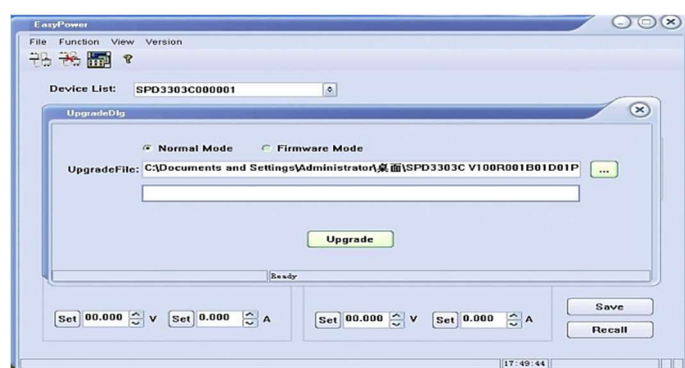 EasyPower
File Function View Version
Device List: SPD3303C000001
UpgradeDlg
Normal Mode Firmware Mode
UpgradeFile: C:\Documents and Settings\Administrator\桌面\SPD3303C V100R001B01D01P ...
Upgrade
Ready
Set 00.000 V Set 0.000 A Set 00.000 V Set 0.000 A
Save
Recall
17:49:44